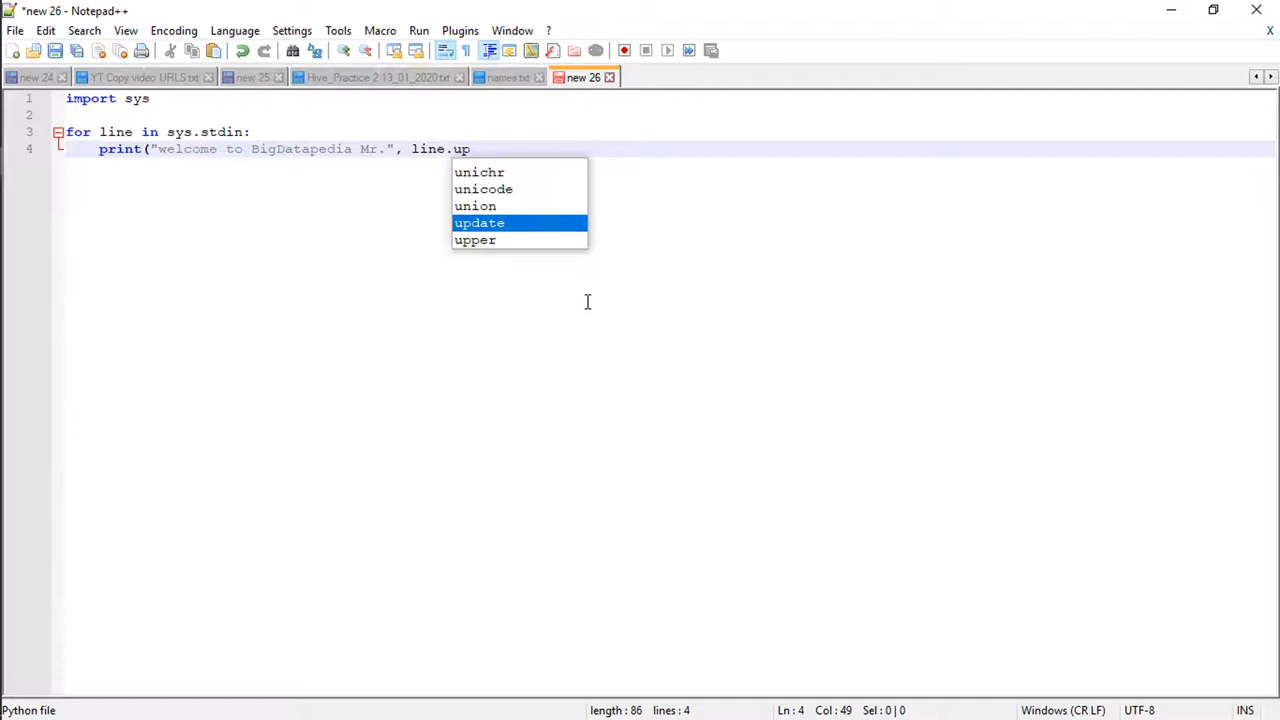 *new 26 - Notepad++
File Edit Search View Encoding Language Settings Tools Macro Run Plugins Window ? X
new 24 YT Copy video URLS.txt new 25 Hive_Practice 2 13_01_2020.txt names.txt new 26
1 import sys
2
3 for line in sys.stdin:
4 print("welcome to BigDatapedia Mr.", line.up
unichr
unicode
union
update
upper
Python file length : 86 lines : 4 Ln : 4 Col : 49 Sel : 0 | 0 Windows (CR LF) UTF-8 INS